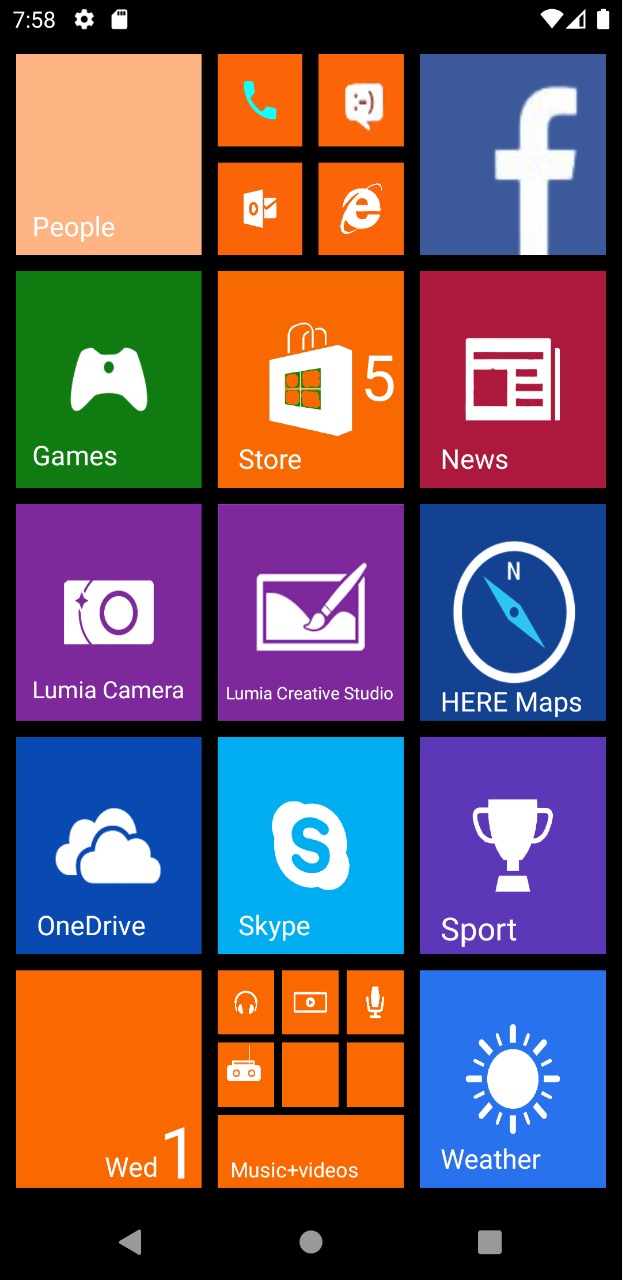 7:58
People
:-)
f
Games
Store
5
News
Lumia Camera
Lumia Creative Studio
N
HERE Maps
OneDrive
S
Skype
Sport
Wed 1
Music+videos
Weather